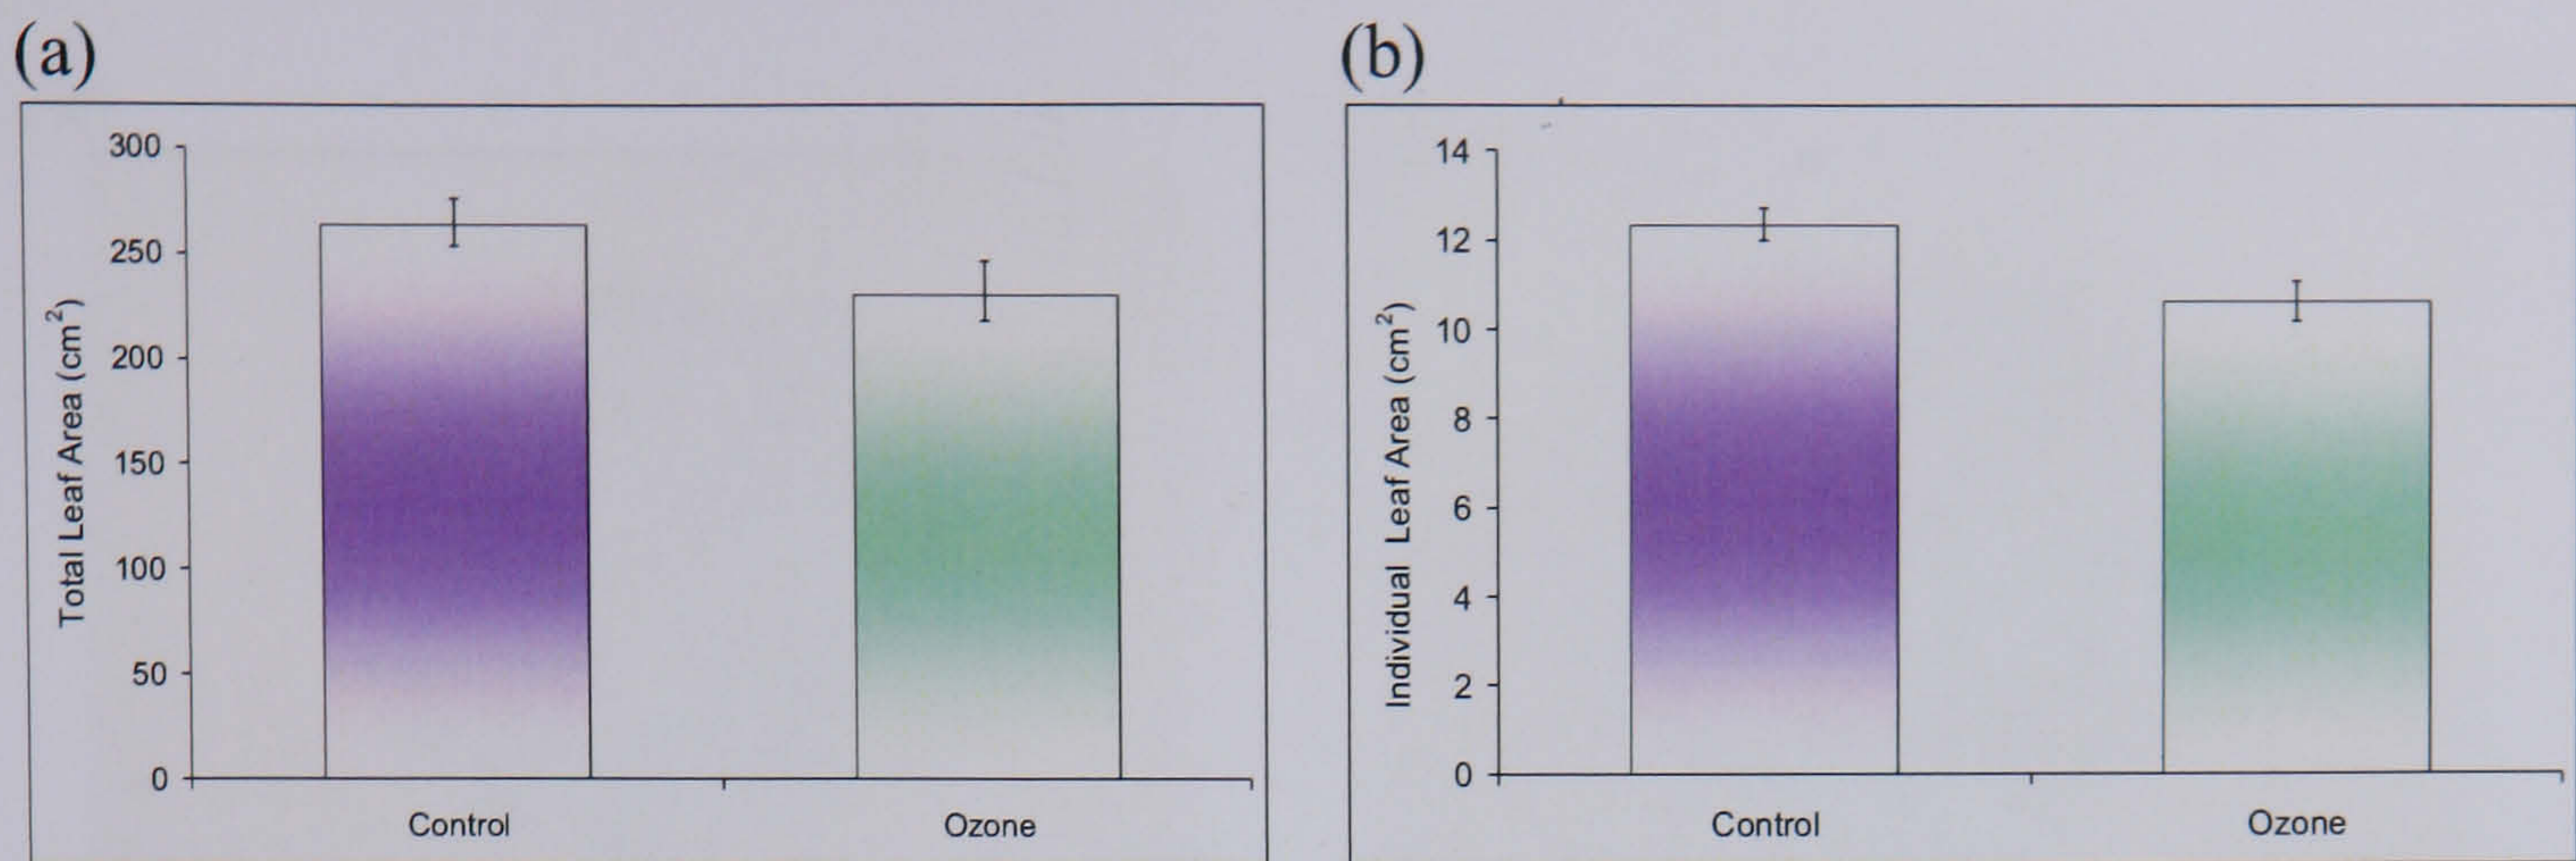 (a)
300
250
200
150
100
50
0
Total Leaf Area (cm²)
Control
Ozone
(b)
14
12
10
8
6
4
2
0
Individual Leaf Area (cm²)
Control
Ozone